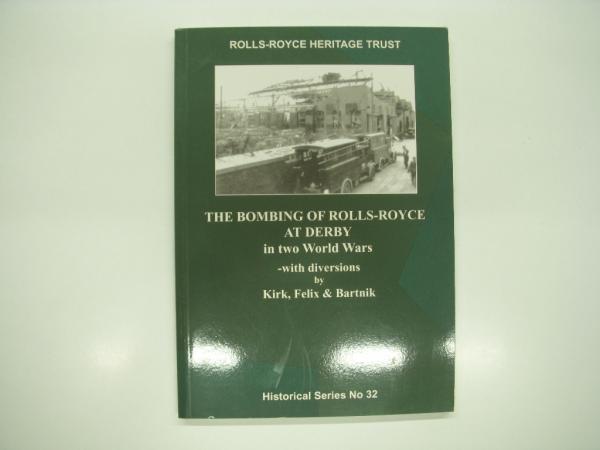 ROLLS-ROYCE HERITAGE TRUST
THE BOMBING OF ROLLS-ROYCE
AT DERBY
in two World Wars
-with diversions
by
Kirk, Felix & Bartnik
Historical Series No 32